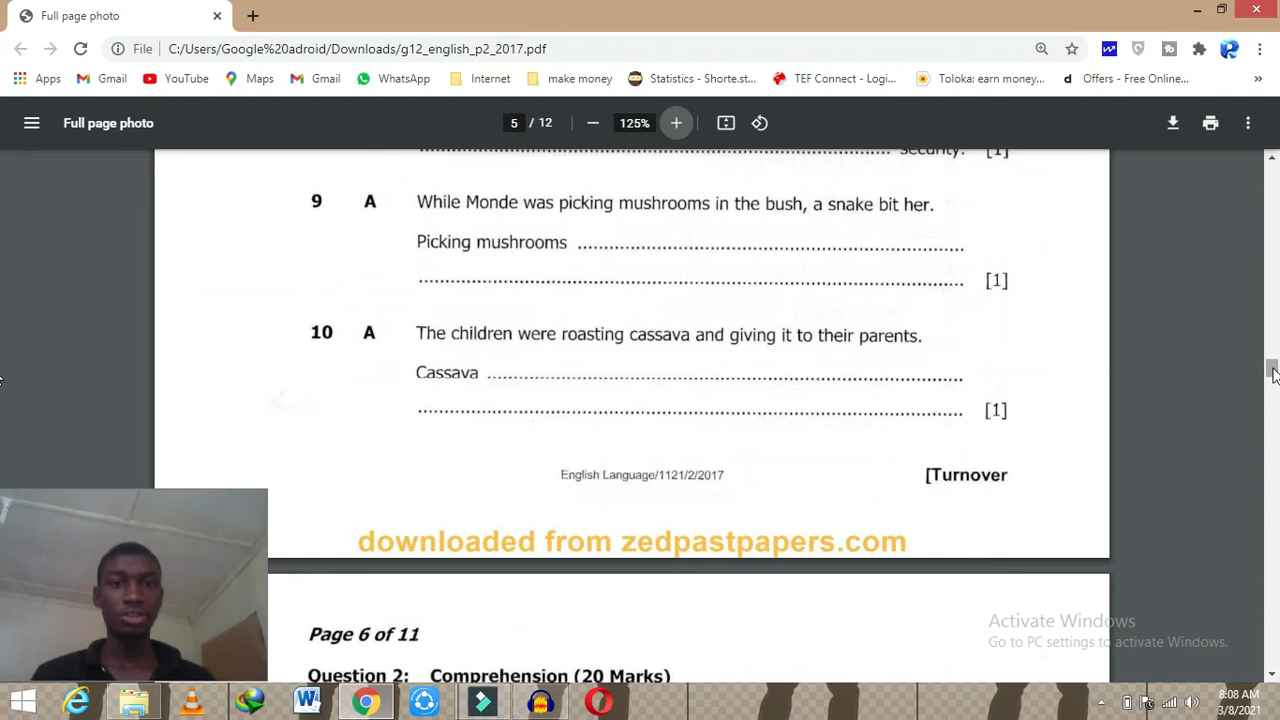 Full page photo
File C:/Users/Google%20adroid/Downloads/g12_english_p2_2017.pdf
Apps Gmail YouTube Maps Gmail WhatsApp Internet make money Statistics - Shorte.st... TEF Connect - Logi... Toloka: earn money... Offers - Free Online... »
Full page photo 5 / 12 125%
security. [1]
9 A While Monde was picking mushrooms in the bush, a snake bit her.
Picking mushrooms ................................................................
................................................................ [1]
10 A The children were roasting cassava and giving it to their parents.
Cassava ................................................................
................................................................ [1]
English Language/1121/2/2017 [Turnover
downloaded from zedpastpapers.com
Page 6 of 11
Question 2: Comprehension (20 Marks)
Activate Windows
Go to PC settings to activate Windows.
8:08 AM
3/8/2021